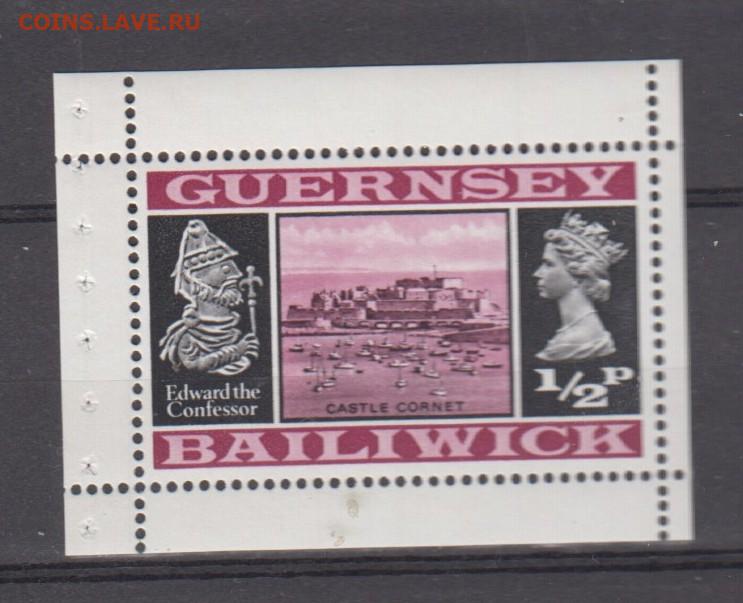 COINS.LAVE.RU
GUERNSEY
Edward the
Confessor
CASTLE CORNET
1/2P
BAILIWICK